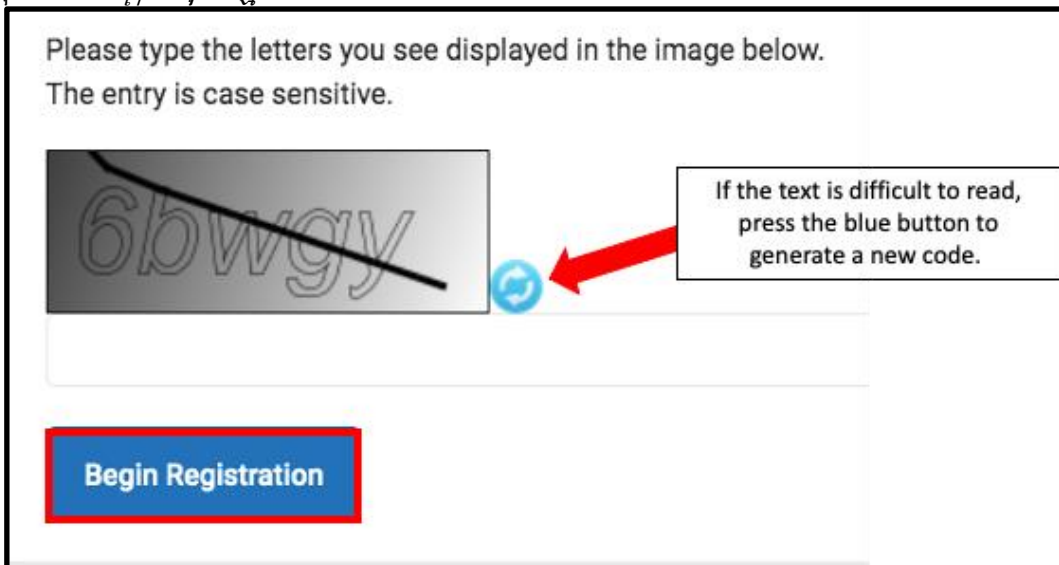 Please type the letters you see displayed in the image below.
The entry is case sensitive.
6bwgy
If the text is difficult to read,
press the blue button to
generate a new code.
Begin Registration